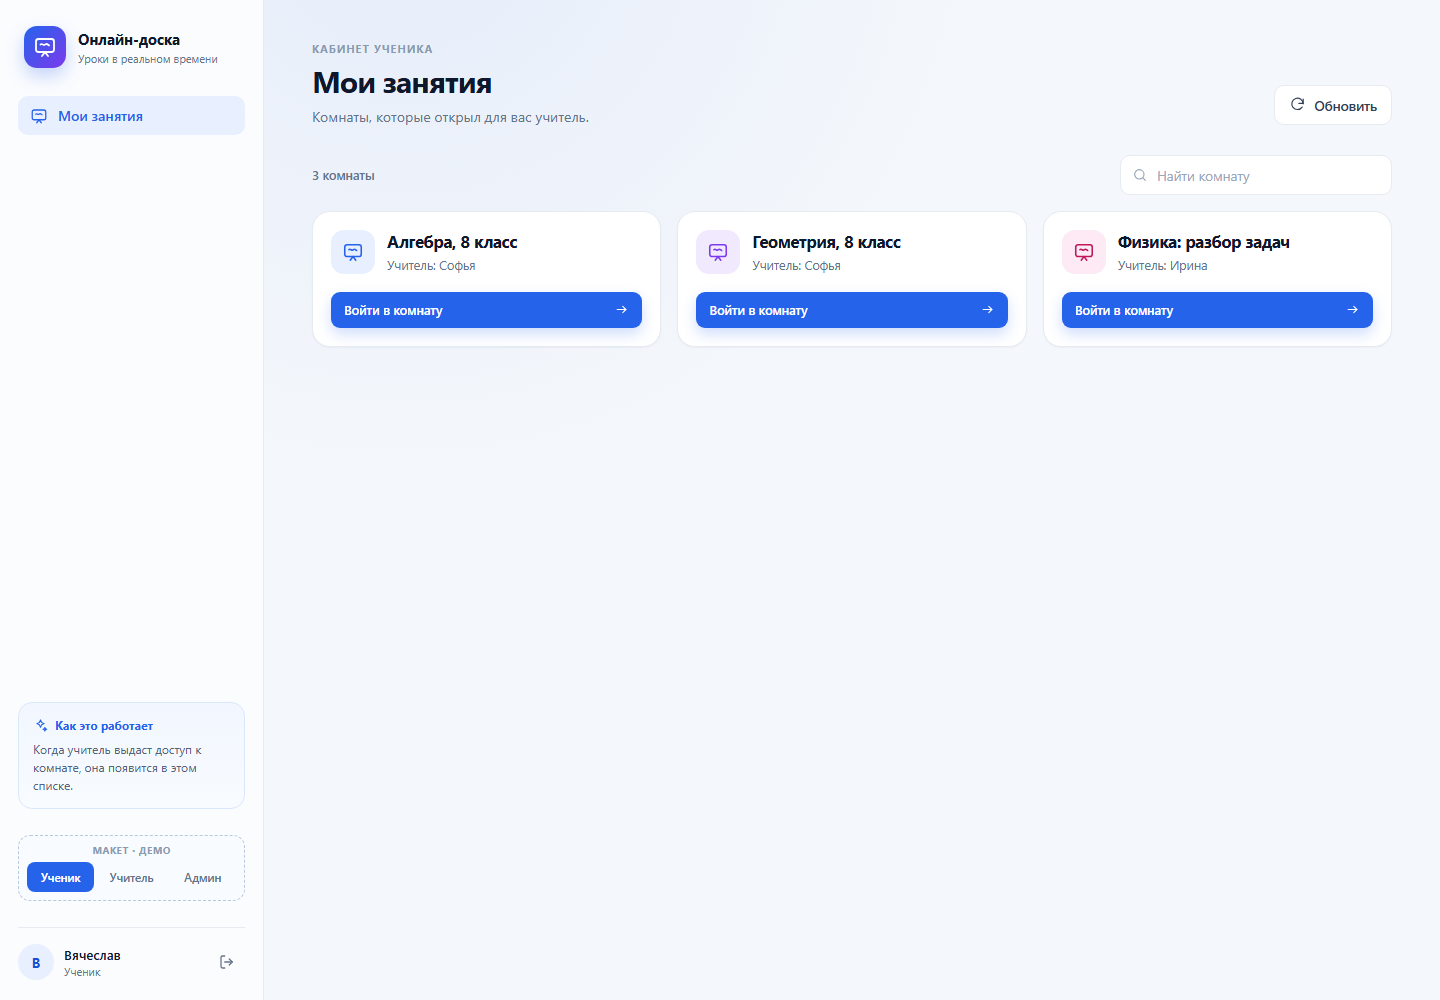 Онлайн-доска
Уроки в реальном времени
Мои занятия
КАБИНЕТ УЧЕНИКА
Мои занятия
Комнаты, которые открыл для вас учитель.
Обновить
3 комнаты
Найти комнату
Алгебра, 8 класс
Учитель: Софья
Войти в комнату
Геометрия, 8 класс
Учитель: Софья
Войти в комнату
Физика: разбор задач
Учитель: Ирина
Войти в комнату
Как это работает
Когда учитель выдаст доступ к
комнате, она появится в этом
списке.
МАКЕТ · ДЕМО
Ученик Учитель Админ
В
Вячеслав
Ученик